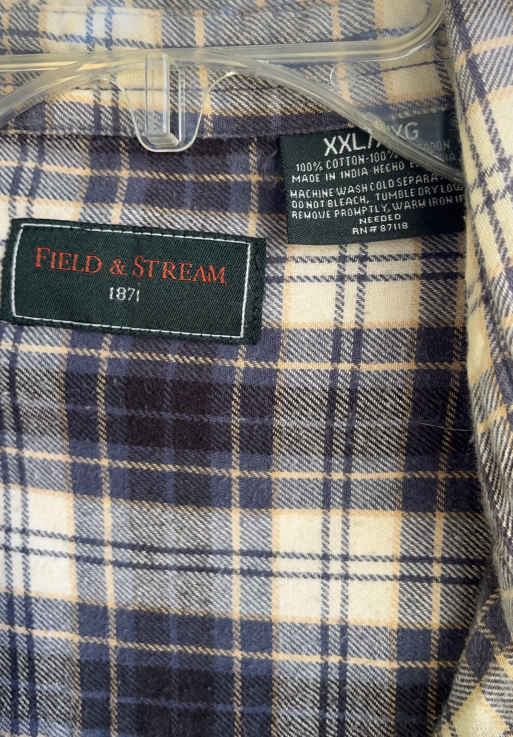 FIELD & STREAM
1871
XXL/XXG
100% COTTON-100%
MADE IN INDIA-HECHO E
MACHINE WASH COLD SEPARA
DO NOT BLEACH, TUMBLE DRY LOW
REMOVE PROMPTLY, WARM IRON IF
NEEDED
RN# 87118